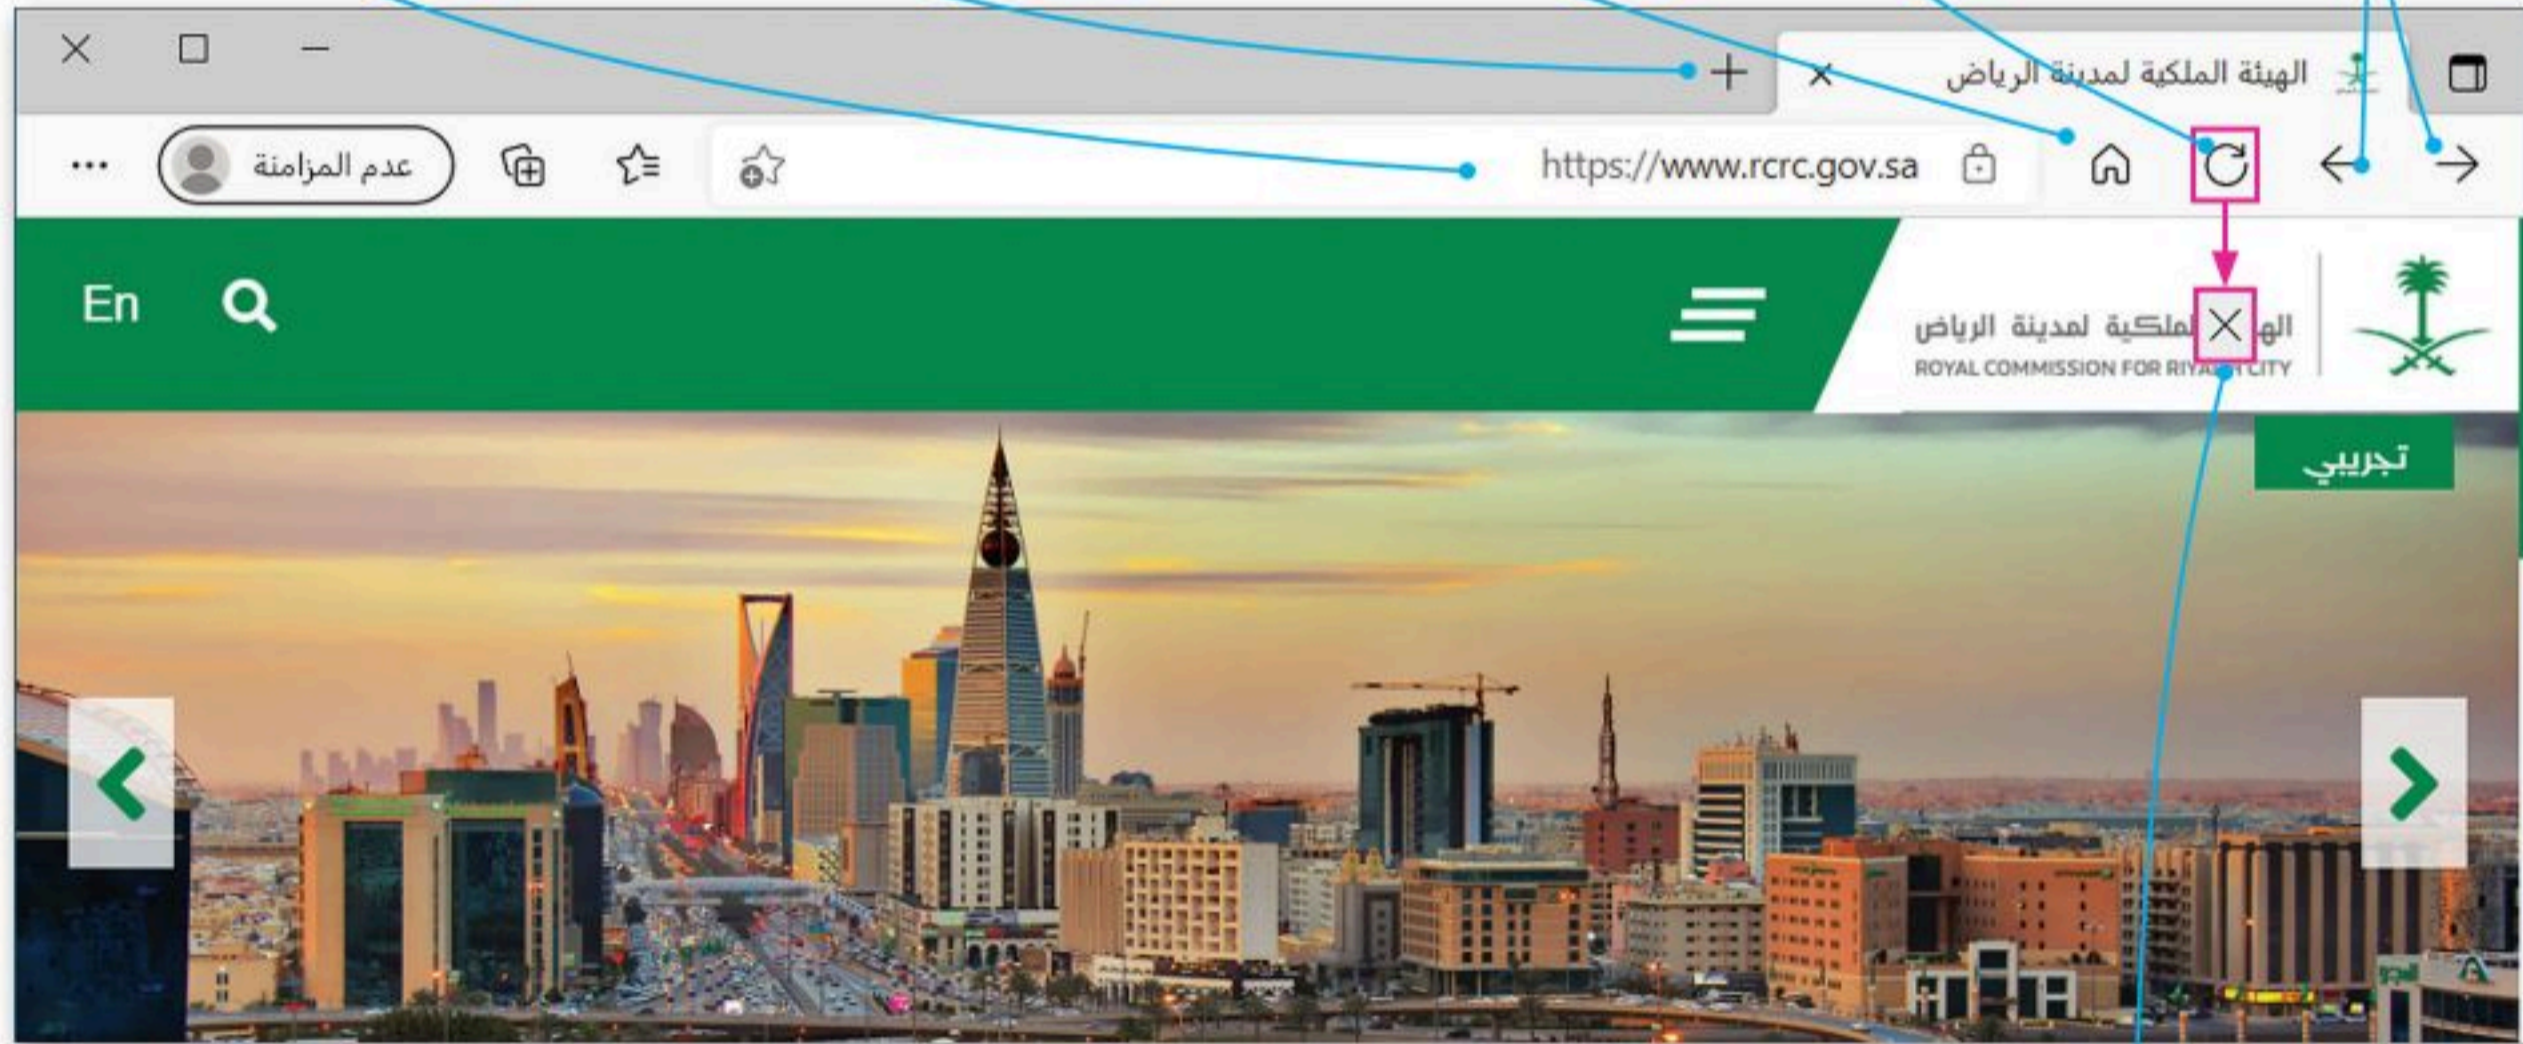 الهيئة الملكية لمدينة الرياض
https://www.rcrc.gov.sa
عدم المزامنة
الملكية لمدينة الرياض
ROYAL COMMISSION FOR RIYADH CITY
En
تجريبي